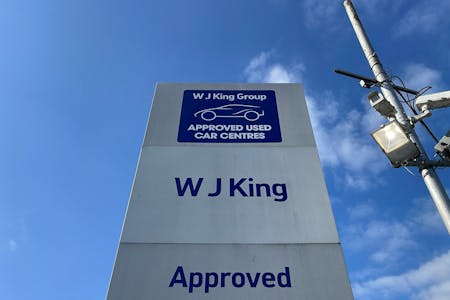 W J King Group
APPROVED USED
CAR CENTRES
W J King
Approved